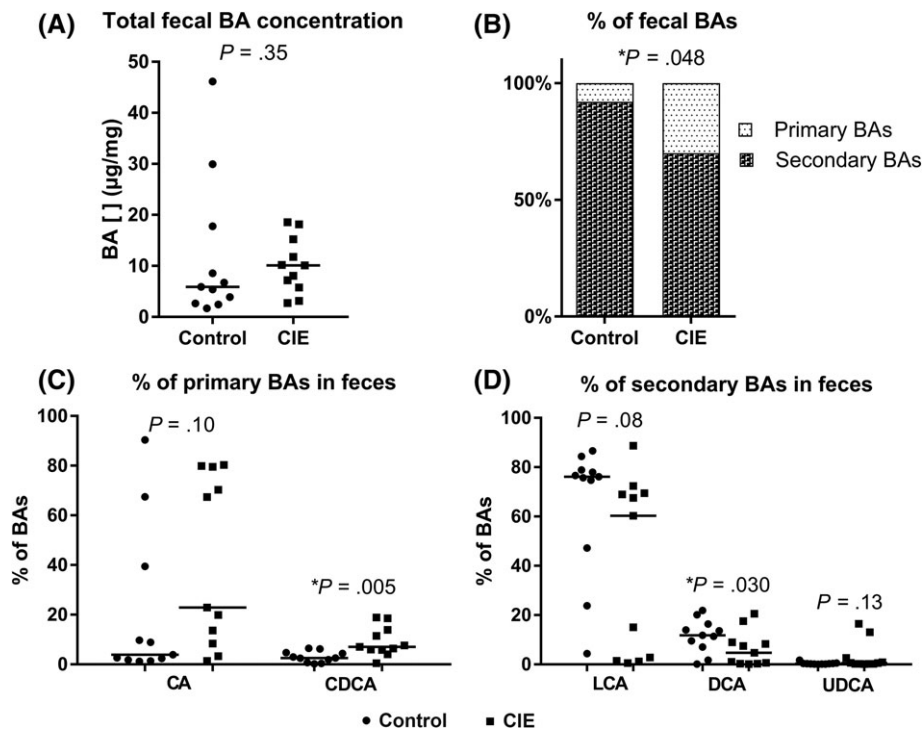 (A)
Total fecal BA concentration
P = .35
BA [ ] (µg/mg)
50
40
30
20
10
0
Control
CIE
(B)
% of fecal BAs
*P = .048
100%
50%
0%
Control
CIE
Primary BAs
Secondary BAs
(C)
% of primary BAs in feces
P = .10
*P = .005
% of BAs
100
80
60
40
20
0
CA
CDCA
(D)
% of secondary BAs in feces
P = .08
*P = .030
P = .13
% of BAs
100
80
60
40
20
0
LCA
DCA
UDCA
Control
CIE